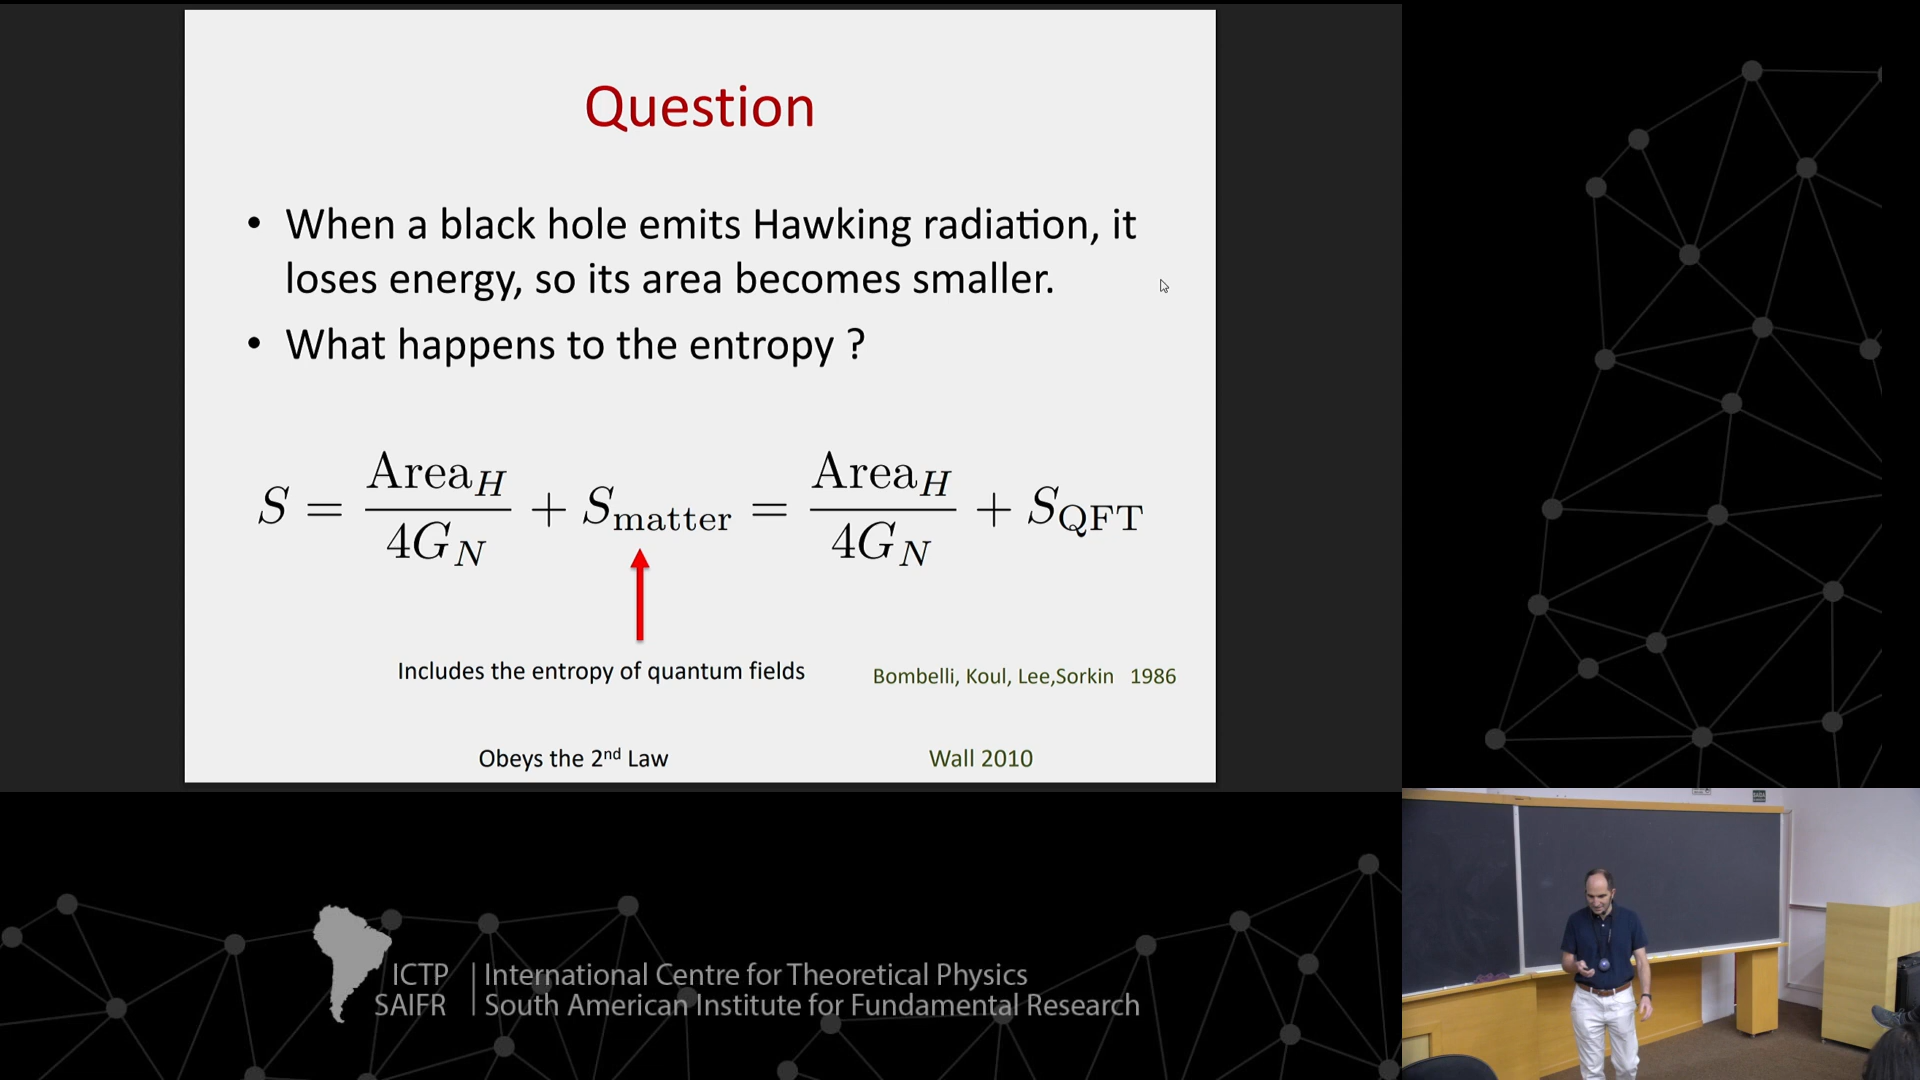 Question
• When a black hole emits Hawking radiation, it
loses energy, so its area becomes smaller.
• What happens to the entropy ?
S = Area_H / 4G_N + S_matter = Area_H / 4G_N + S_QFT
Includes the entropy of quantum fields
Bombelli, Koul, Lee,Sorkin 1986
Obeys the 2nd Law
Wall 2010
ICTP | International Centre for Theoretical Physics
SAIFR | South American Institute for Fundamental Research